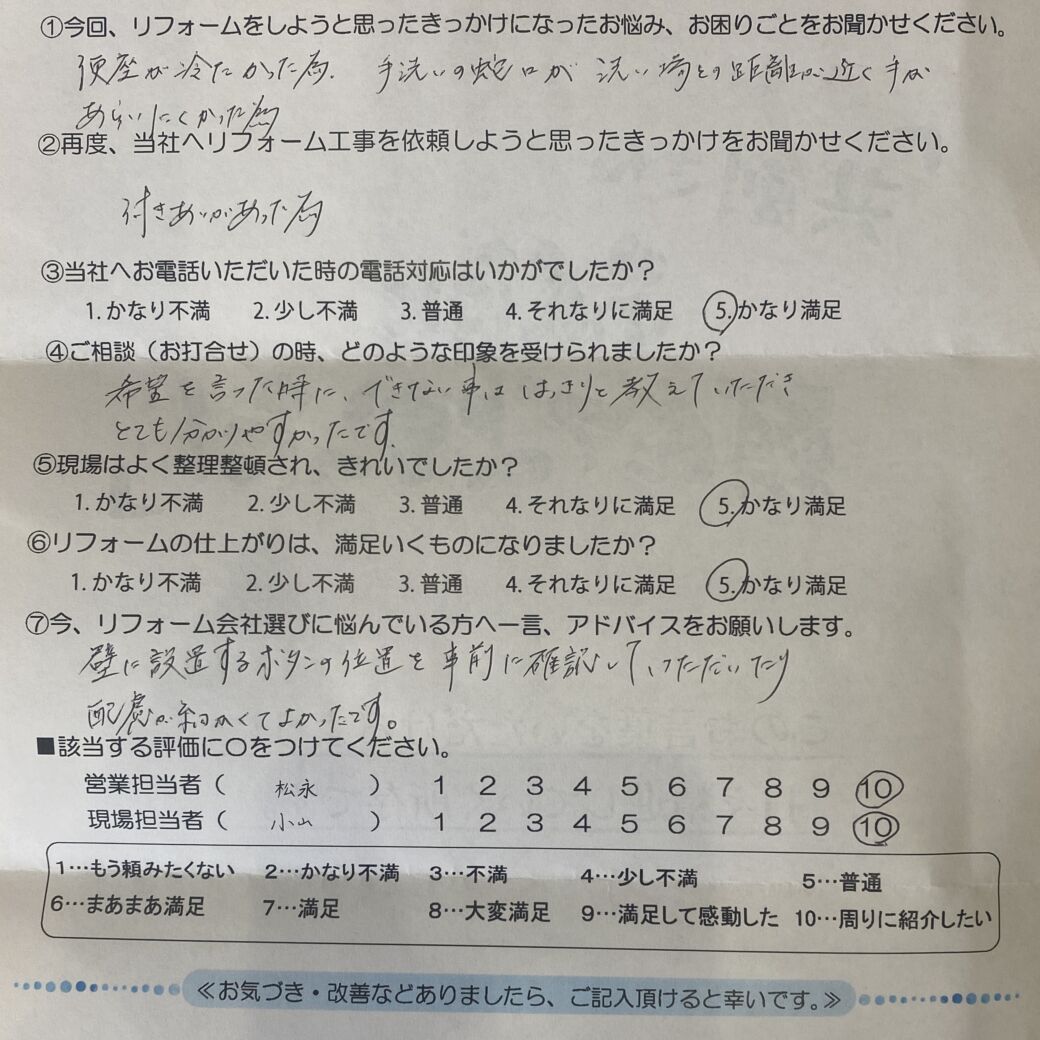 ①今回、リフォームをしようと思ったきっかけになったお悩み、お困りごとをお聞かせください。
便座が冷たかった為. 手洗いの蛇口が 洗い場との距離が近く手が
あらいにくかった為
②再度、当社へリフォーム工事を依頼しようと思ったきっかけをお聞かせください。
付きあいがあった為
③当社へお電話いただいた時の電話対応はいかがでしたか？
1. かなり不満 2. 少し不満 3. 普通 4. それなりに満足 5. かなり満足
④ご相談（お打合せ）の時、どのような印象を受けられましたか？
希望を言った時に、できない事は はっきりと教えていただき
とても分かりやすかったです.
⑤現場はよく整理整頓され、きれいでしたか？
1. かなり不満 2. 少し不満 3. 普通 4. それなりに満足 5. かなり満足
⑥リフォームの仕上がりは、満足いくものになりましたか？
1. かなり不満 2. 少し不満 3. 普通 4. それなりに満足 5. かなり満足
⑦今、リフォーム会社選びに悩んでいる方へ一言、アドバイスをお願いします。
壁に設置するボタンの位置を事前に確認していただいたり
配慮が細かくてよかったです。
■該当する評価に○をつけてください。
営業担当者（ 松永 ） 1 2 3 4 5 6 7 8 9 10
現場担当者（ 小山 ） 1 2 3 4 5 6 7 8 9 10
1…もう頼みたくない 2…かなり不満 3…不満 4…少し不満 5…普通
6…まあまあ満足 7…満足 8…大変満足 9…満足して感動した 10…周りに紹介したい
≪お気づき・改善などありましたら、ご記入頂けると幸いです。≫